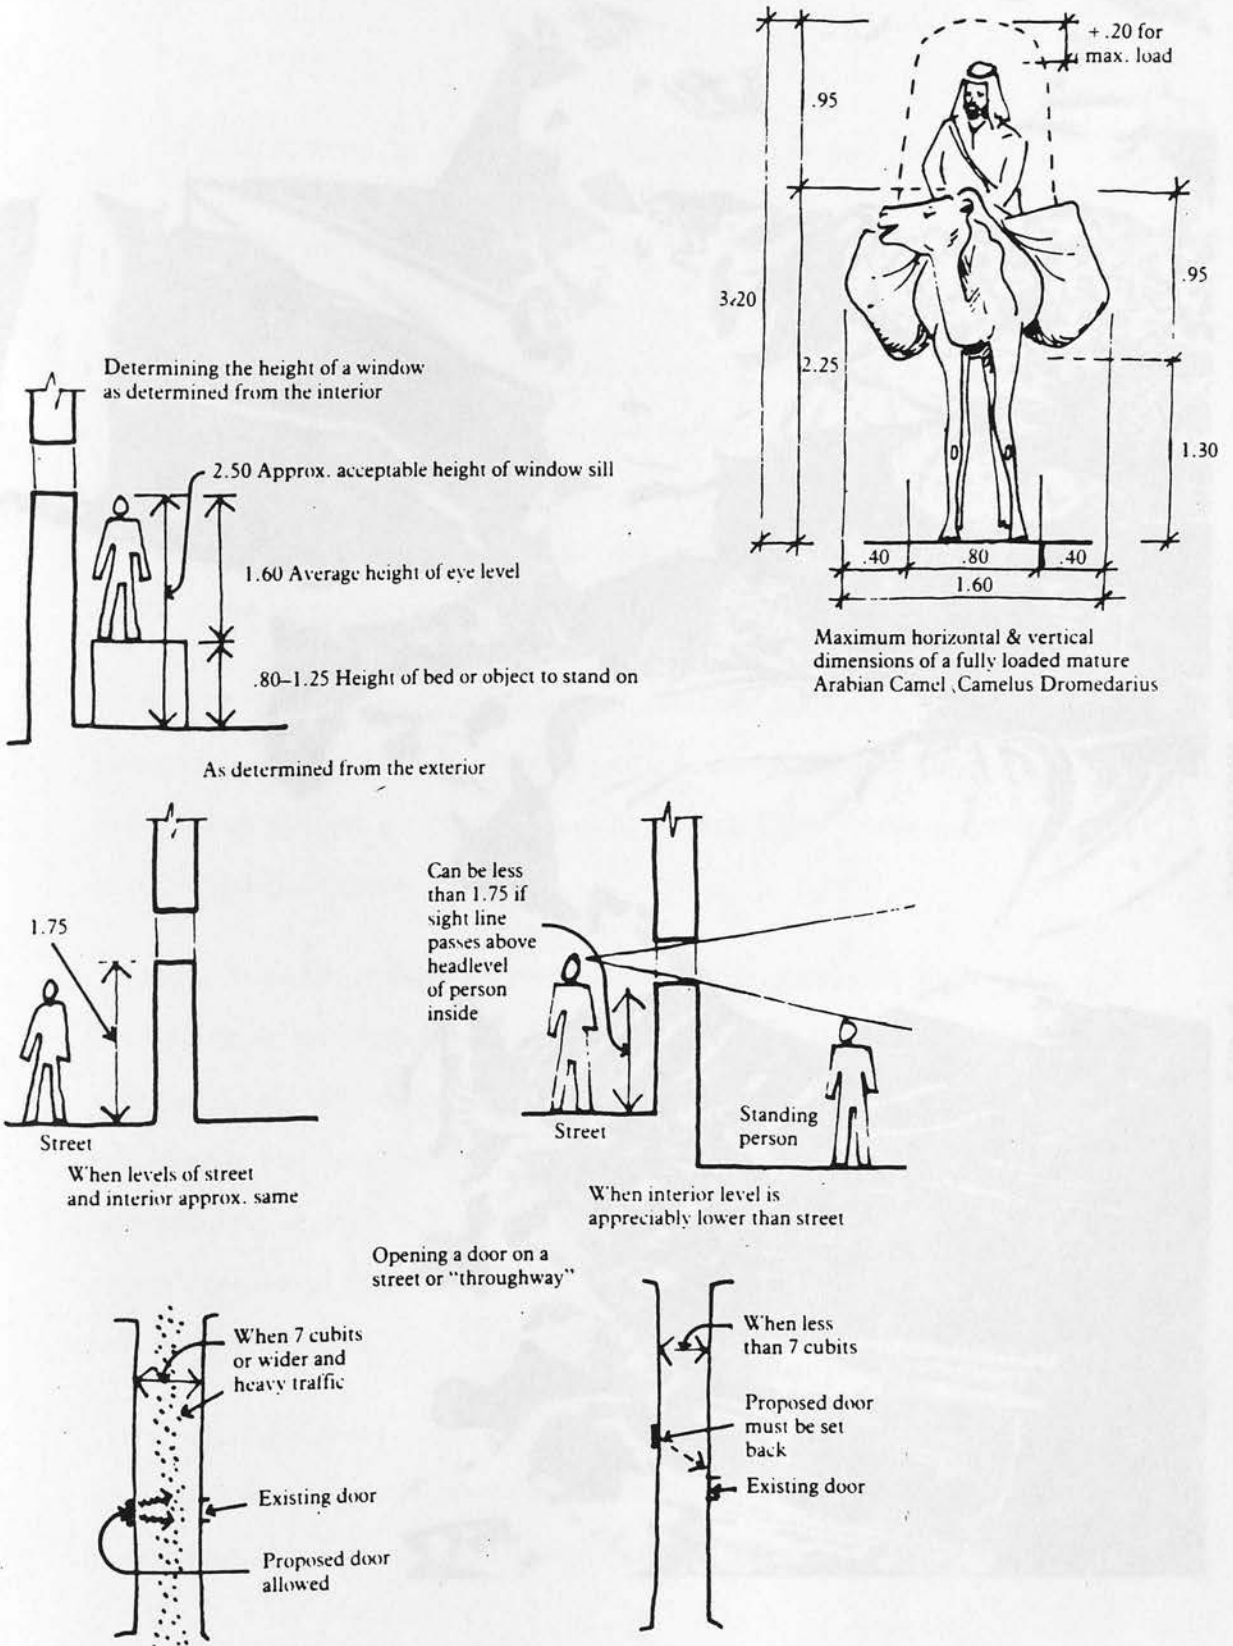 + .20 for
max. load
.95
3.20
2.25
.95
1.30
.40
.80
.40
1.60
Maximum horizontal & vertical
dimensions of a fully loaded mature
Arabian Camel, Camelus Dromedarius
Determining the height of a window
as determined from the interior
2.50 Approx. acceptable height of window sill
1.60 Average height of eye level
.80–1.25 Height of bed or object to stand on
As determined from the exterior
1.75
Street
When levels of street
and interior approx. same
Can be less
than 1.75 if
sight line
passes above
headlevel
of person
inside
Street
Standing
person
When interior level is
appreciably lower than street
Opening a door on a
street or "throughway"
When 7 cubits
or wider and
heavy traffic
Existing door
Proposed door
allowed
When less
than 7 cubits
Proposed door
must be set
back
Existing door